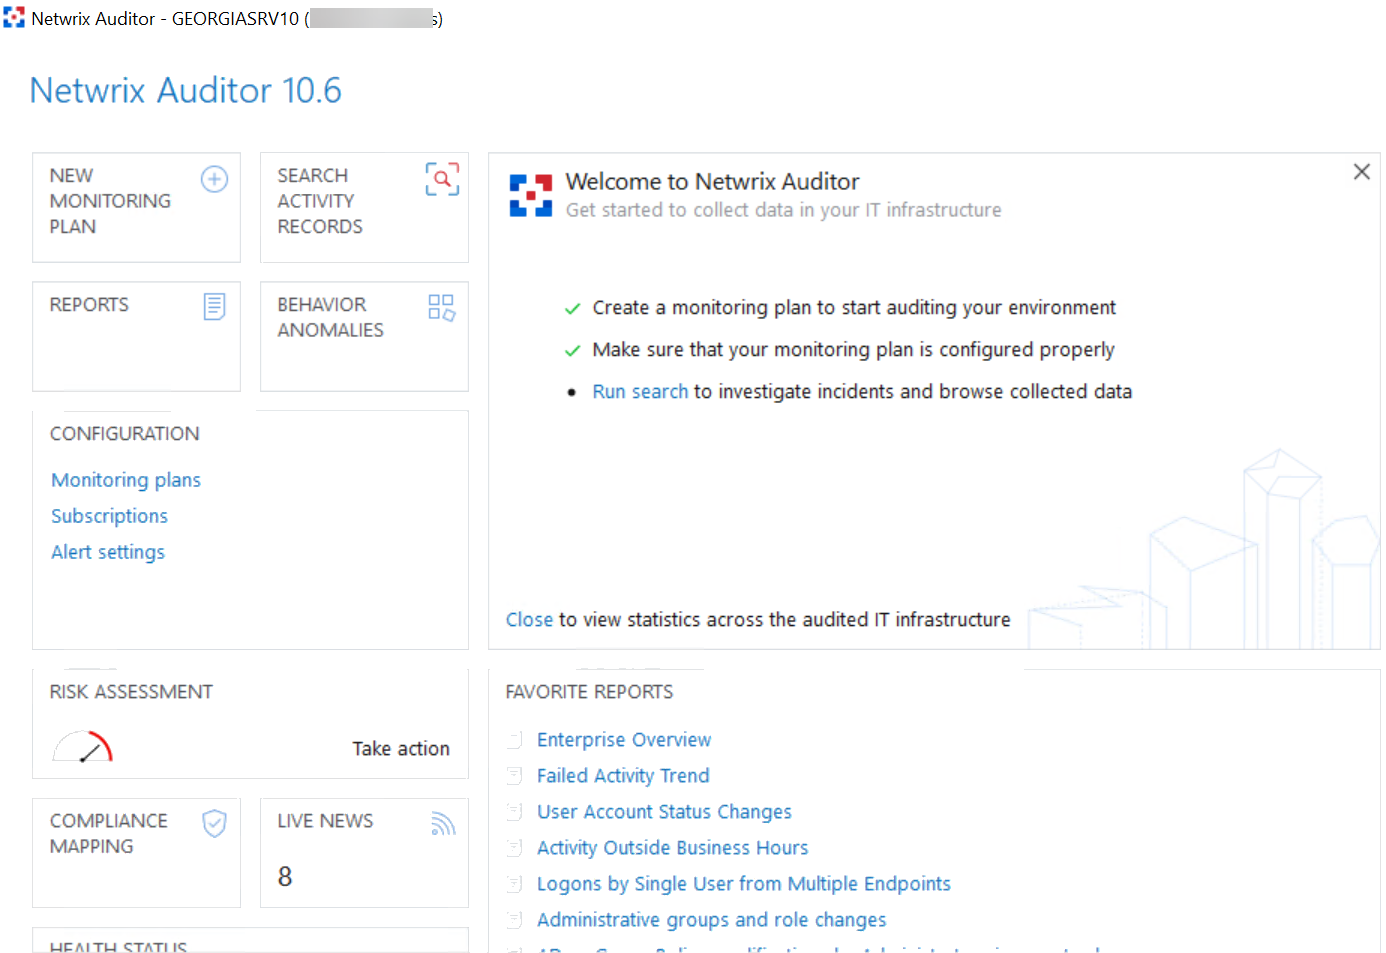 Netwrix Auditor - GEORGIASRV10 ( s)
Netwrix Auditor 10.6
NEW
MONITORING
PLAN
SEARCH
ACTIVITY
RECORDS
REPORTS
BEHAVIOR
ANOMALIES
CONFIGURATION
Monitoring plans
Subscriptions
Alert settings
Welcome to Netwrix Auditor
Get started to collect data in your IT infrastructure
Create a monitoring plan to start auditing your environment
Make sure that your monitoring plan is configured properly
Run search to investigate incidents and browse collected data
Close to view statistics across the audited IT infrastructure
RISK ASSESSMENT
Take action
COMPLIANCE
MAPPING
LIVE NEWS
8
HEALTH STATUS
FAVORITE REPORTS
Enterprise Overview
Failed Activity Trend
User Account Status Changes
Activity Outside Business Hours
Logons by Single User from Multiple Endpoints
Administrative groups and role changes